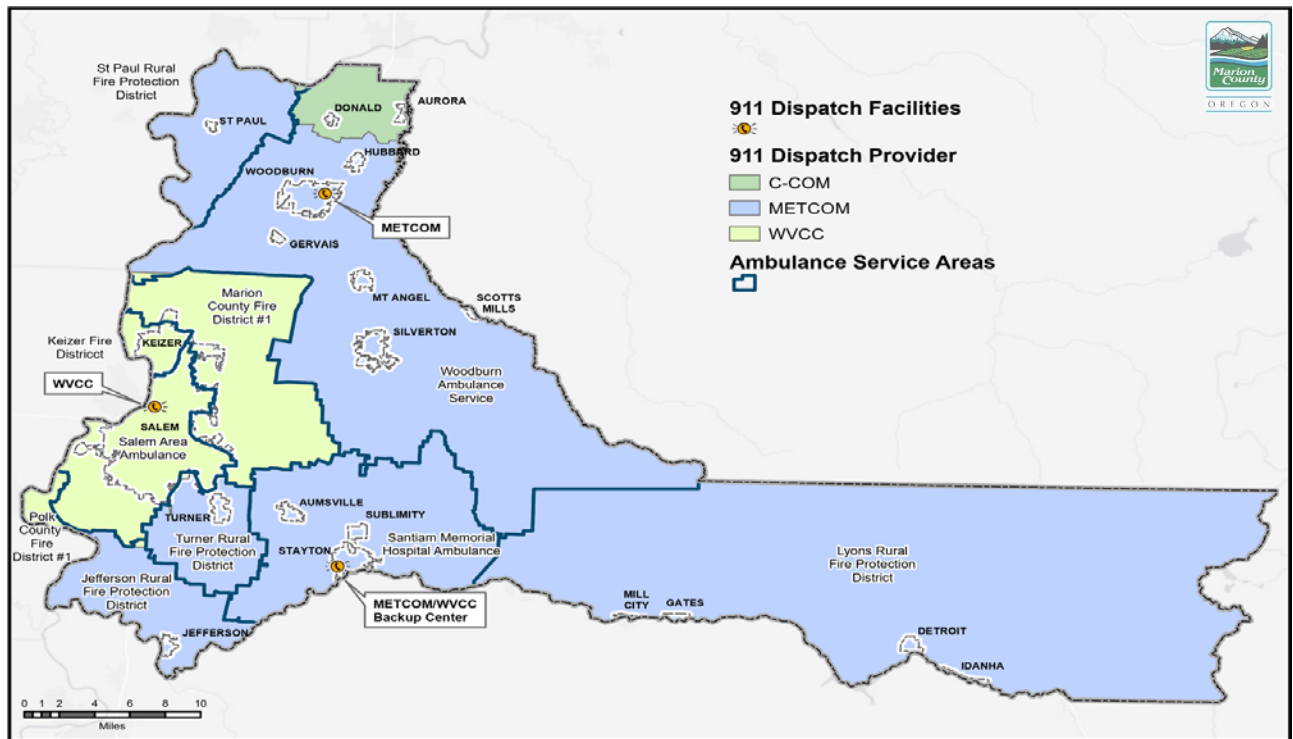 St Paul Rural
Fire Protection
District
ST PAUL
DONALD
AURORA
HUBBARD
WOODBURN
METCOM
GERVAIS
MT ANGEL
SCOTTS
MILLS
SILVERTON
Marion
County Fire
District #1
Keizer Fire
Districct
KEIZER
WVCC
Woodburn
Ambulance
Service
SALEM
Salem Area
Ambulance
Polk
County
Fire
District #1
TURNER
Turner Rural
Fire Protection
District
AUMSVILLE
SUBLIMITY
STAYTON
Santiam Memorial
Hospital Ambulance
Jefferson Rural
Fire Protection
District
METCOM/WVCC
Backup Center
JEFFERSON
Lyons Rural
Fire Protection
District
MILL
CITY
GATES
DETROIT
IDANHA
911 Dispatch Facilities
911 Dispatch Provider
C-COM
METCOM
WVCC
Ambulance Service Areas
Marion
County
OREGON
0 1 2 4 6 8 10
Miles